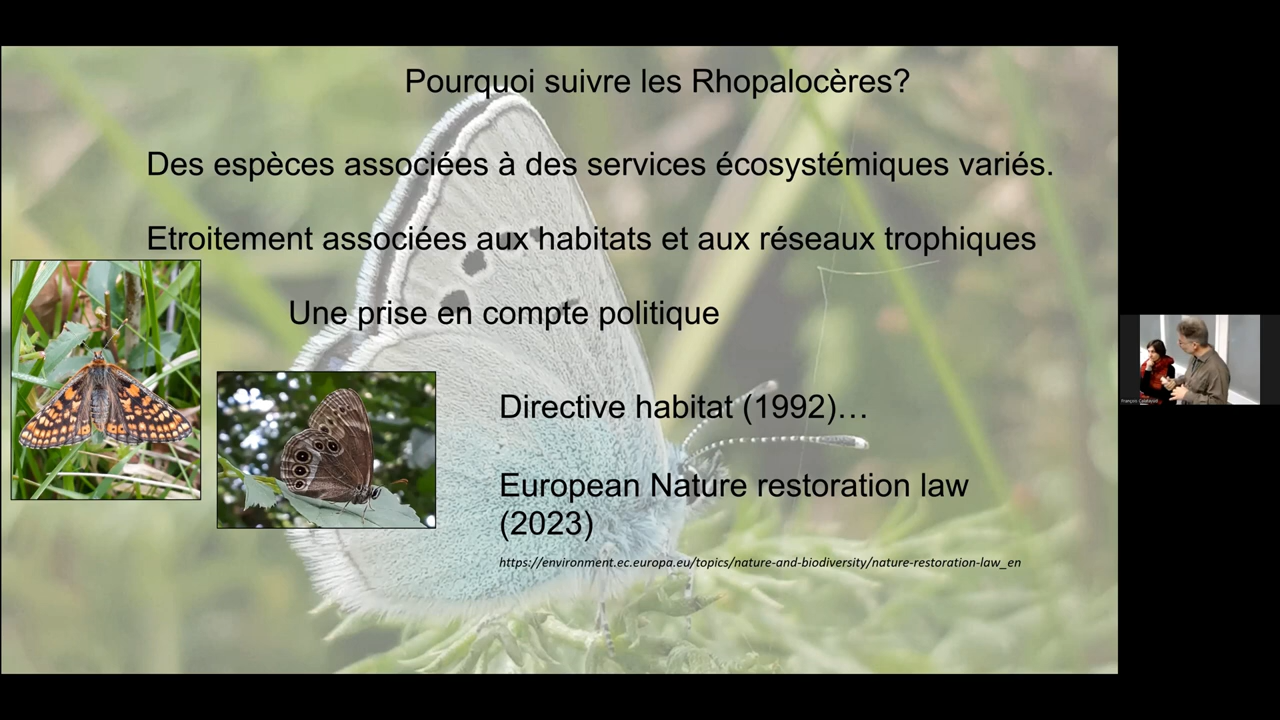 Pourquoi suivre les Rhopalocères?
Des espèces associées à des services écosystémiques variés.
Etroitement associées aux habitats et aux réseaux trophiques
Une prise en compte politique
Directive habitat (1992)…
European Nature restoration law
(2023)
https://environment.ec.europa.eu/topics/nature-and-biodiversity/nature-restoration-law_en
François